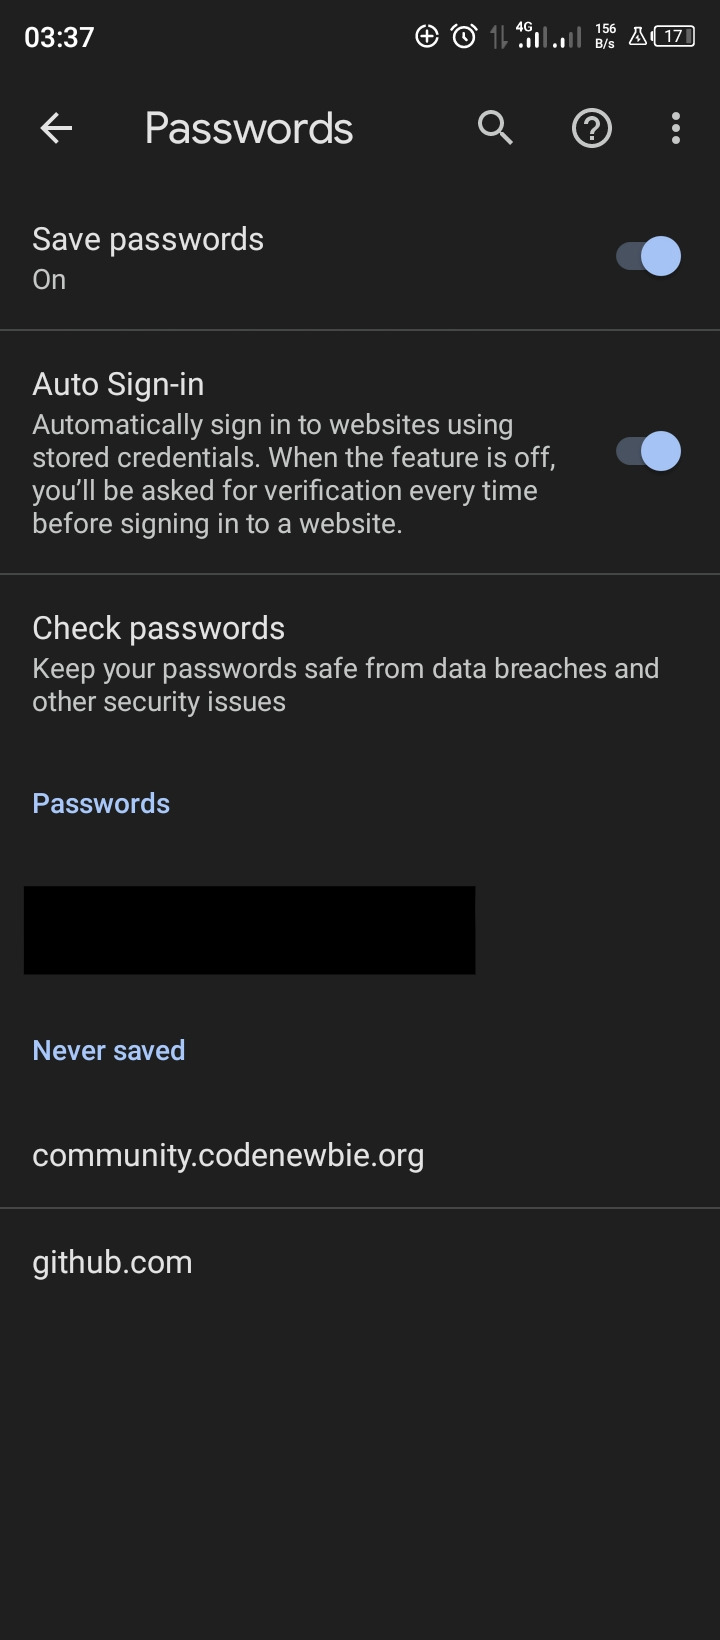 03:37
4G
156
B/s
17
Passwords
Save passwords
On
Auto Sign-in
Automatically sign in to websites using
stored credentials. When the feature is off,
you’ll be asked for verification every time
before signing in to a website.
Check passwords
Keep your passwords safe from data breaches and
other security issues
Passwords
Never saved
community.codenewbie.org
github.com